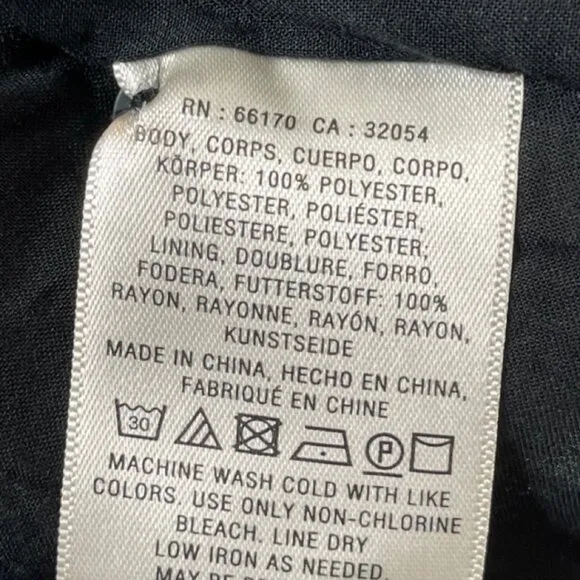 RN : 66170 CA : 32054
BODY, CORPS, CUERPO, CORPO,
KÖRPER: 100% POLYESTER,
POLYESTER, POLIÉSTER,
POLIESTERE, POLYESTER,
LINING, DOUBLURE, FORRO,
FODERA, FUTTERSTOFF: 100%
RAYON, RAYONNE, RAYÓN, RAYON,
KUNSTSEIDE
MADE IN CHINA, HECHO EN CHINA,
FABRIQUÉ EN CHINE
30 P
MACHINE WASH COLD WITH LIKE
COLORS. USE ONLY NON-CHLORINE
BLEACH. LINE DRY
LOW IRON AS NEEDED.
MAY BE